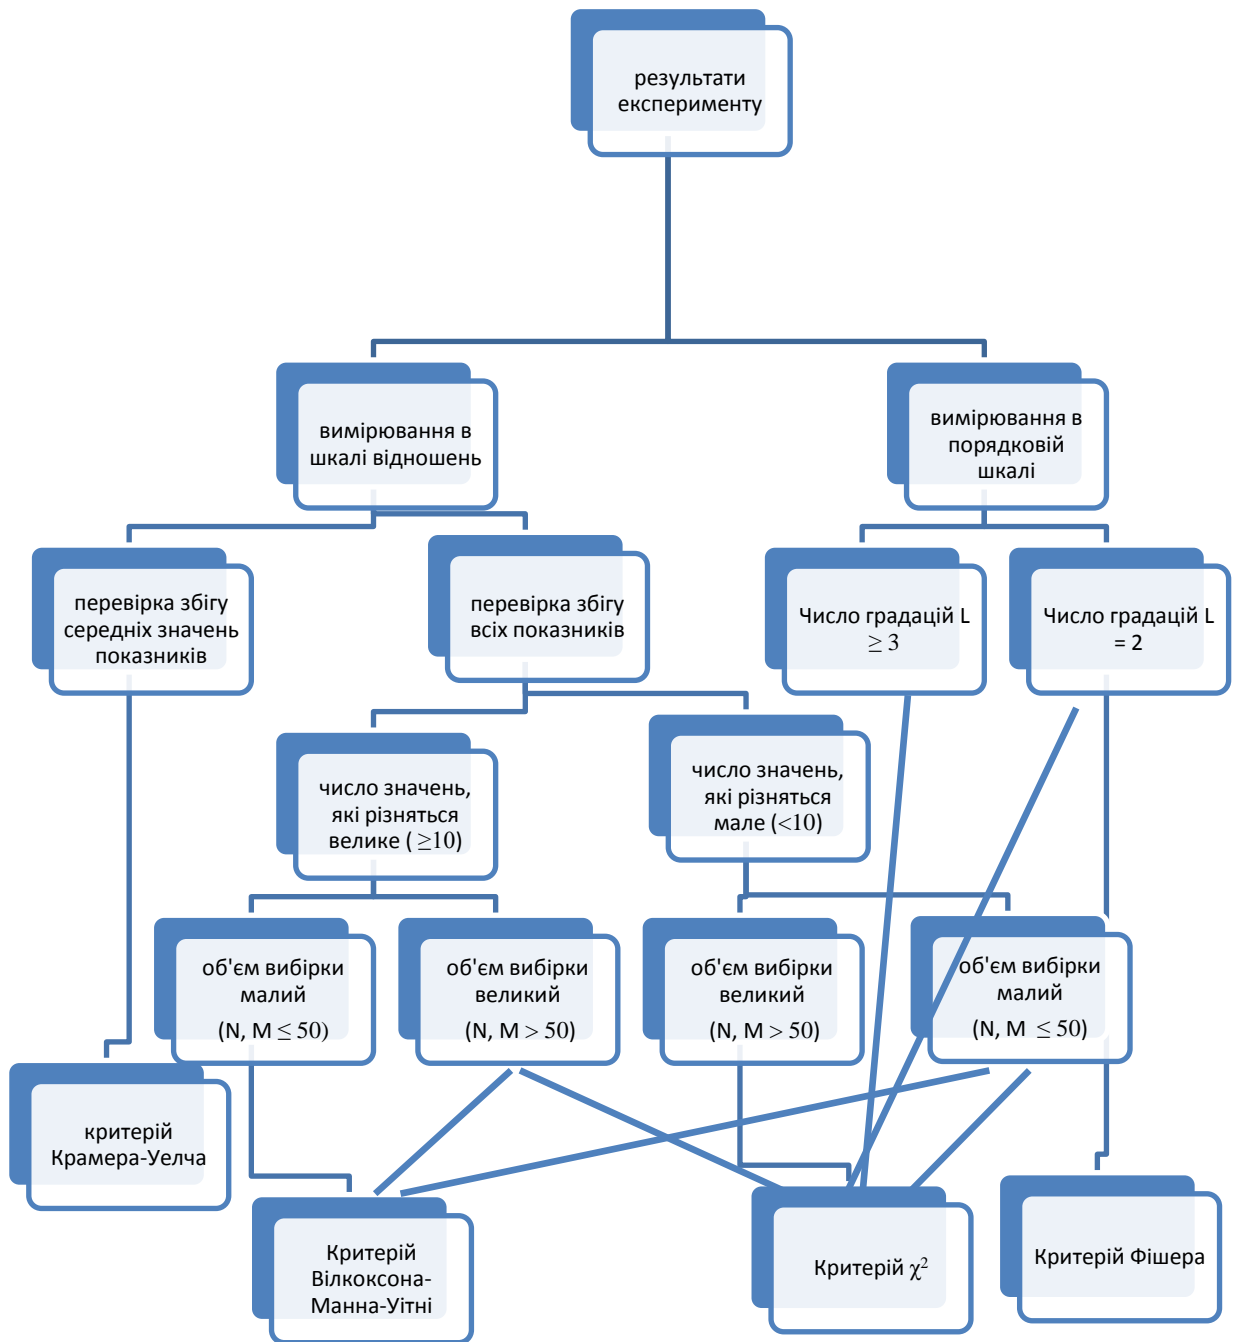 результати
експерименту
вимірювання в
шкалі відношень
вимірювання в
порядковій
шкалі
перевірка збігу
середніх значень
показників
перевірка збігу
всіх показників
Число градацій L
≥ 3
Число градацій L
= 2
число значень,
які різняться
велике ( ≥10)
число значень,
які різняться
мале (<10)
об'єм вибірки
малий
(N, M ≤ 50)
об'єм вибірки
великий
(N, M > 50)
об'єм вибірки
великий
(N, M > 50)
об'єм вибірки
малий
(N, M ≤ 50)
критерій
Крамера-Уелча
Критерій
Вілкоксона-
Манна-Уітні
Критерий χ²
Критерій Фішера